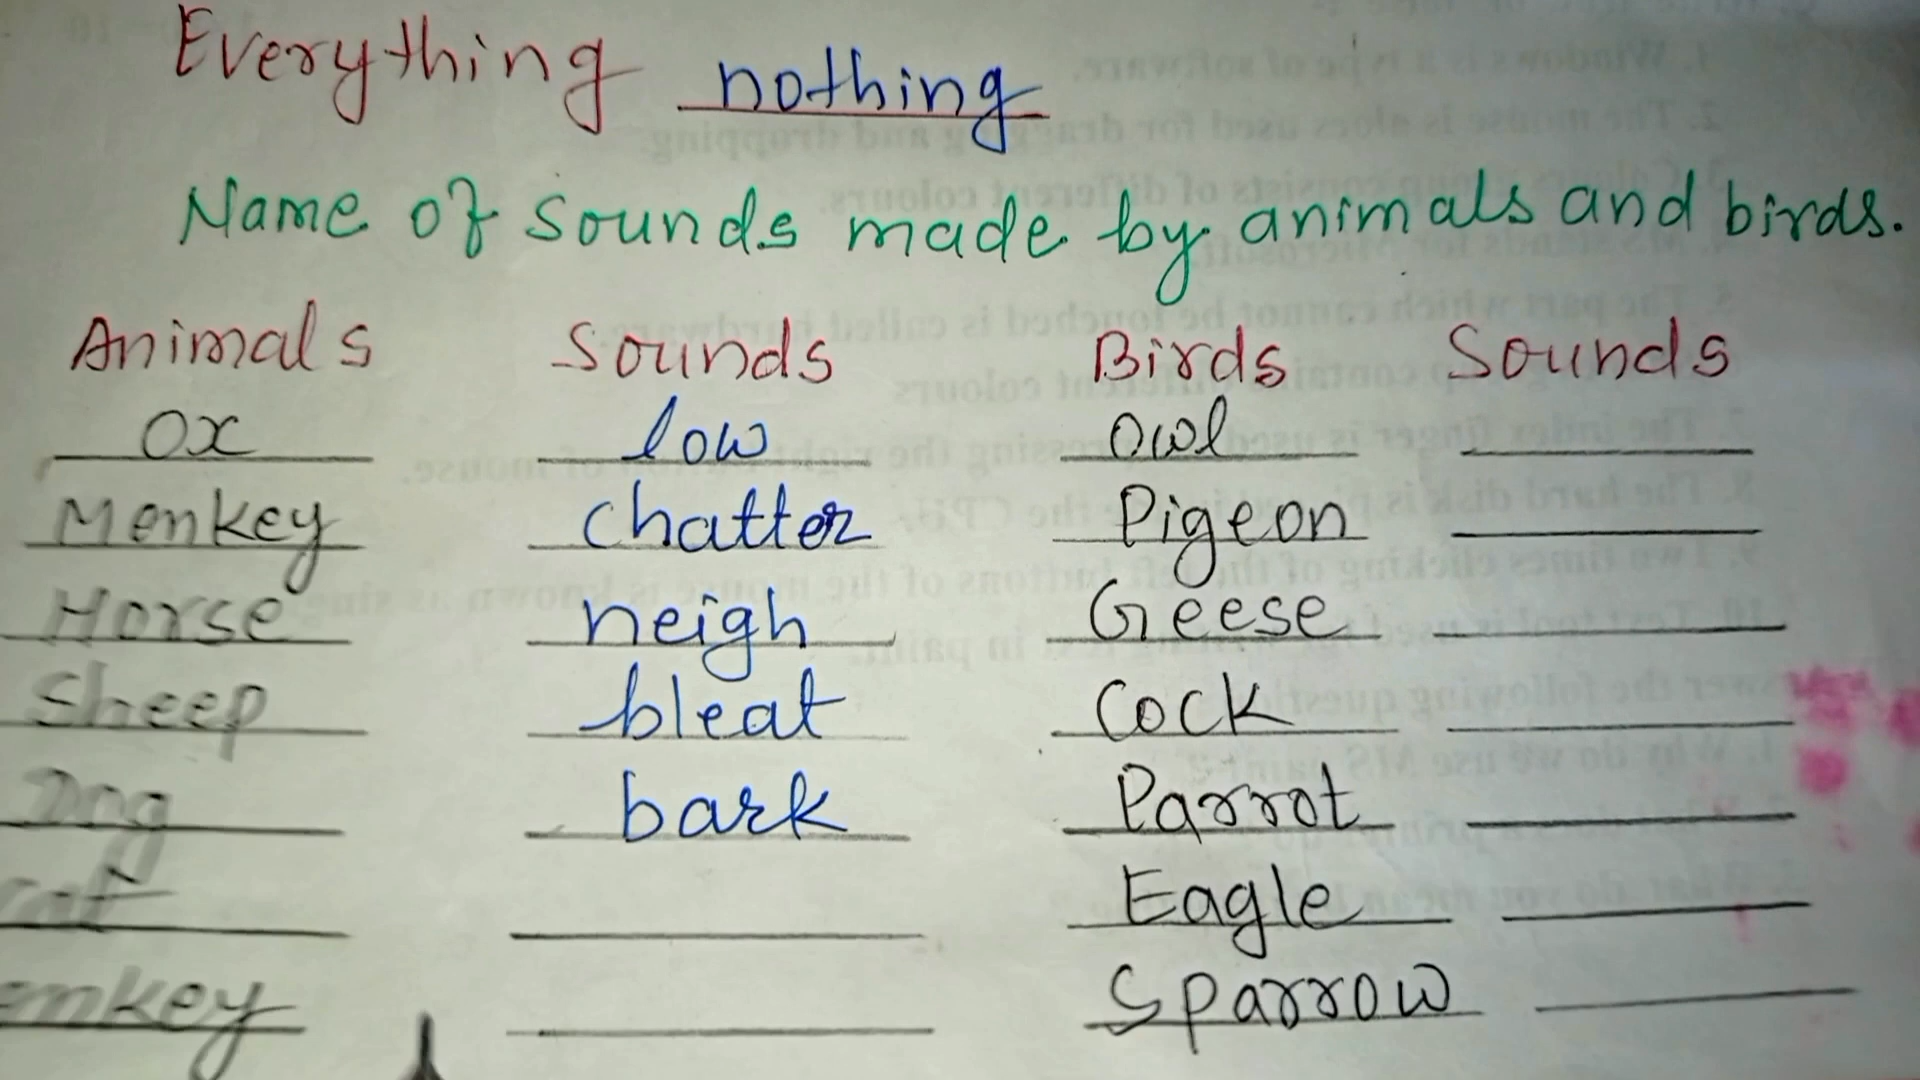 Everything nothing
Name of sounds made by animals and birds.
Animals Sounds Birds Sounds
Ox low Owl
Monkey chatter Pigeon
Horse neigh Geese
Sheep bleat Cock
Dog bark Parrot
cat Eagle
Sparrow